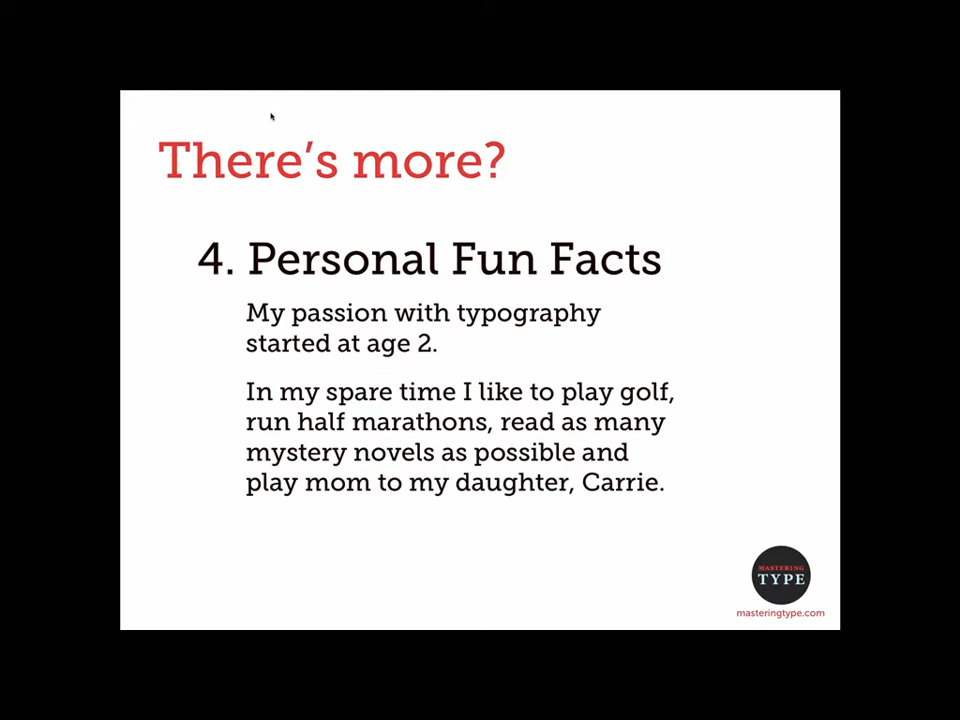 There's more?
4. Personal Fun Facts
My passion with typography
started at age 2.
In my spare time I like to play golf,
run half marathons, read as many
mystery novels as possible and
play mom to my daughter, Carrie.
MASTERING
TYPE
masteringtype.com